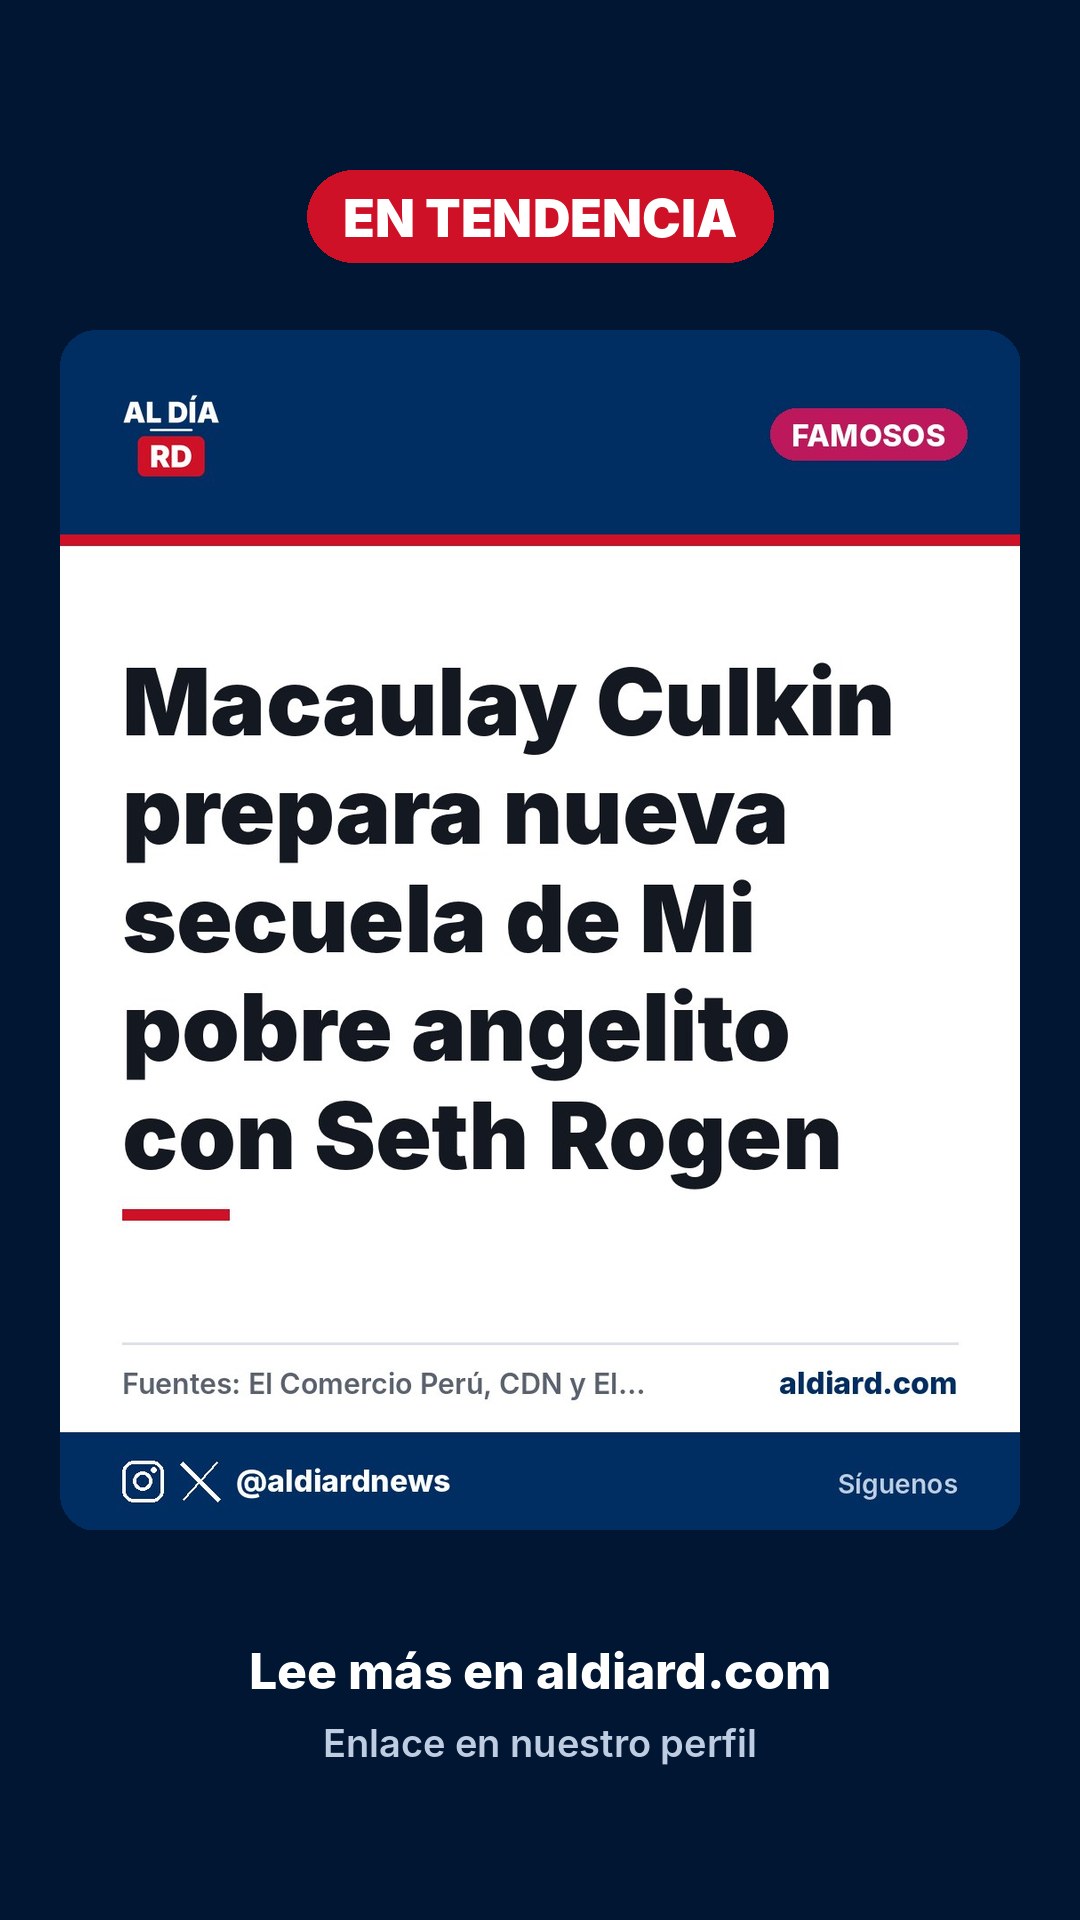 EN TENDENCIA
AL DÍA
RD
FAMOSOS
Macaulay Culkin
prepara nueva
secuela de Mi
pobre angelito
con Seth Rogen
Fuentes: El Comercio Perú, CDN y El...
aldiard.com
@aldiardnews
Síguenos
Lee más en aldiard.com
Enlace en nuestro perfil